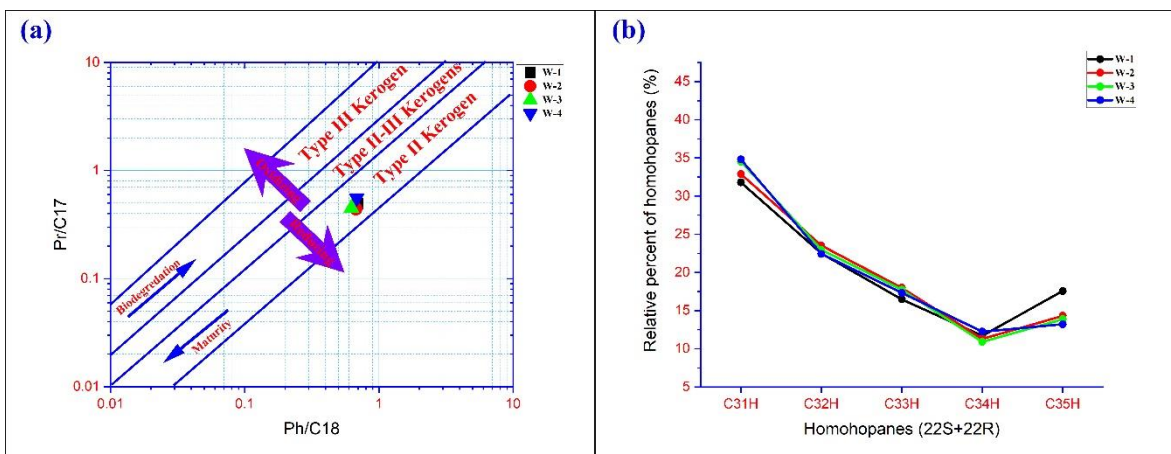 (a)
10
1
0.1
0.01
0.01
0.1
1
10
Pr/C17
Ph/C18
Type III Kerogen
Type II-III Kerogens
Type II Kerogen
Biodegredation
Maturity
W-1
W-2
W-3
W-4
(b)
45
40
35
30
25
20
15
10
5
Relative percent of homohopanes (%)
C31H
C32H
C33H
C34H
C35H
Homohopanes (22S+22R)
W-1
W-2
W-3
W-4